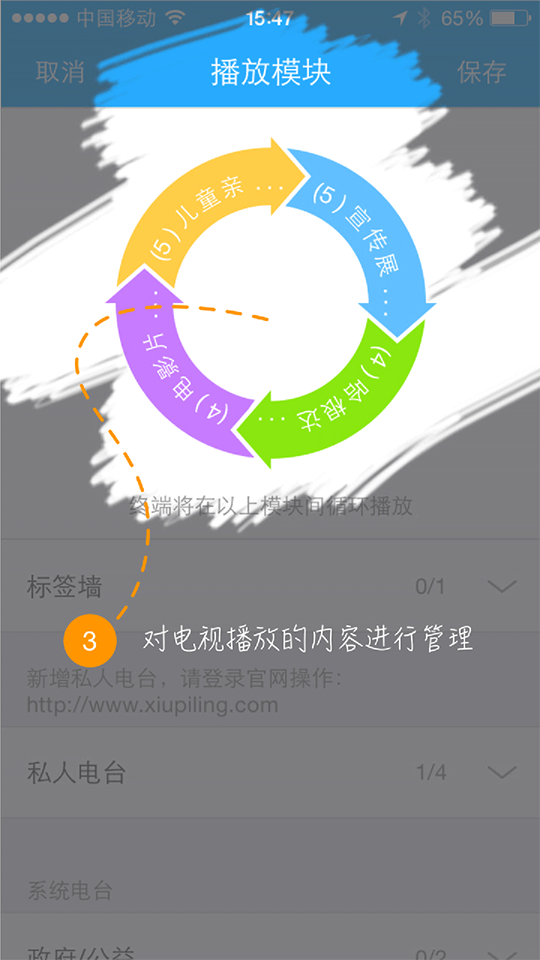 中国移动 15:47 65%
取消 播放模块 保存
(5)儿童亲 ...
(5)宣传展 ...
(4)哈根达 ...
(4)电影片 ...
终端将在以上模块间循环播放
标签墙 0/1
3 对电视播放的内容进行管理
新增私人电台，请登录官网操作：
http://www.xiupiling.com
私人电台 1/4
系统电台
政府/公益 0/2